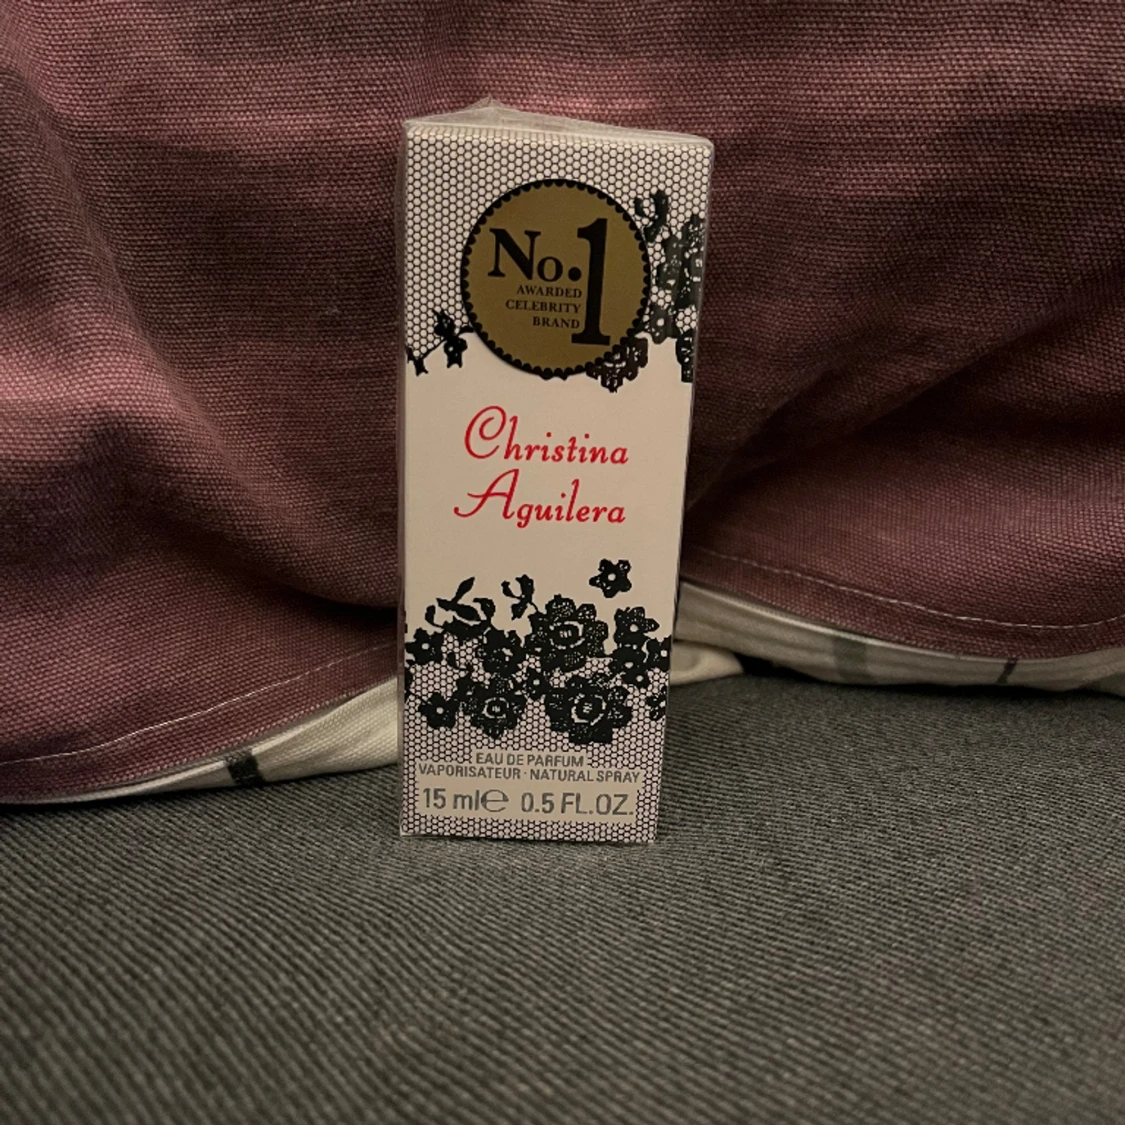 No.1
AWARDED
CELEBRITY
BRAND
Christina
Aguilera
EAU DE PARFUM
VAPORISATEUR · NATURAL SPRAY
15 ml℮ 0.5 FL.OZ.